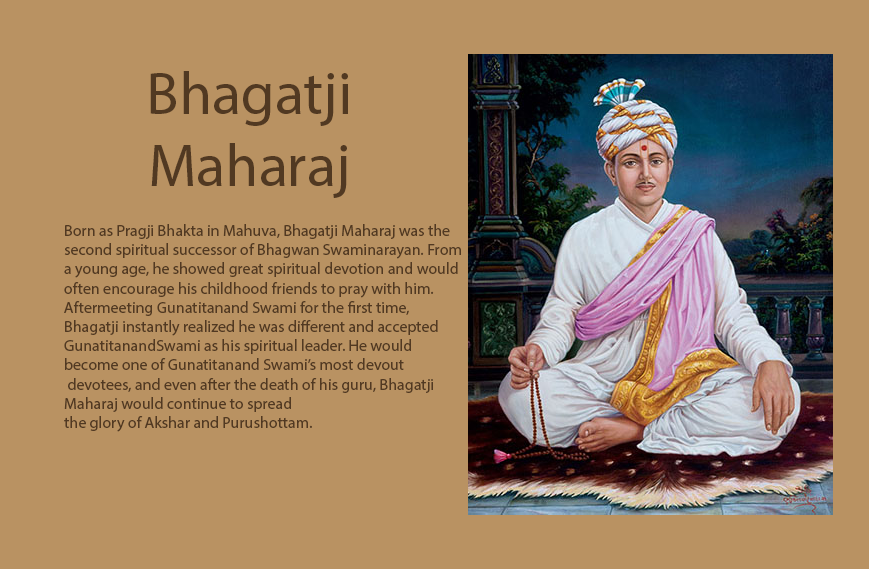 Bhagatji
Maharaj
Born as Pragji Bhakta in Mahuva, Bhagatji Maharaj was the
second spiritual successor of Bhagwan Swaminarayan. From
a young age, he showed great spiritual devotion and would
often encourage his childhood friends to pray with him.
Aftermeeting Gunatitanand Swami for the first time,
Bhagatji instantly realized he was different and accepted
GunatitanandSwami as his spiritual leader. He would
become one of Gunatitanand Swami’s most devout
devotees, and even after the death of his guru, Bhagatji
Maharaj would continue to spread
the glory of Akshar and Purushottam.